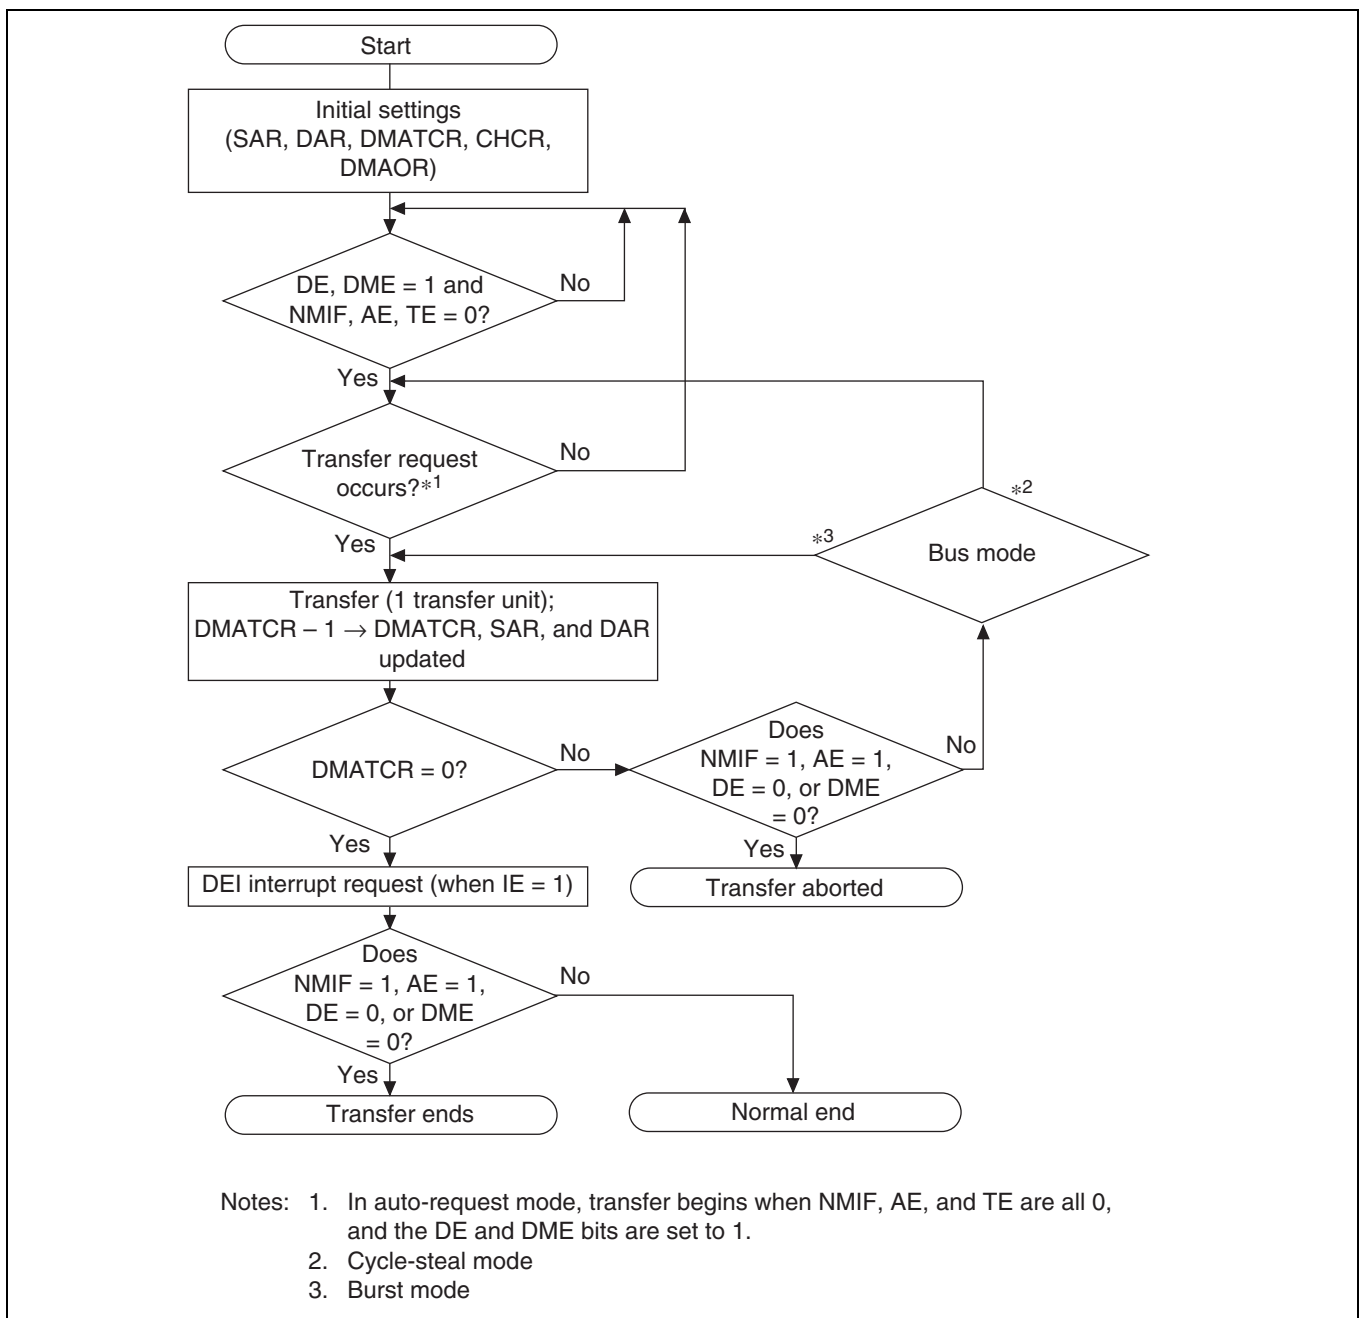 Start
Initial settings
(SAR, DAR, DMATCR, CHCR,
DMAOR)
DE, DME = 1 and
NMIF, AE, TE = 0?
No
Yes
Transfer request
occurs?*1
No
Yes
*2
*3
Bus mode
Transfer (1 transfer unit);
DMATCR – 1 → DMATCR, SAR, and DAR
updated
DMATCR = 0?
No
Does
NMIF = 1, AE = 1,
DE = 0, or DME
= 0?
No
Yes
Yes
DEI interrupt request (when IE = 1)
Transfer aborted
Does
NMIF = 1, AE = 1,
DE = 0, or DME
= 0?
No
Yes
Transfer ends
Normal end
Notes: 1. In auto-request mode, transfer begins when NMIF, AE, and TE are all 0,
and the DE and DME bits are set to 1.
2. Cycle-steal mode
3. Burst mode